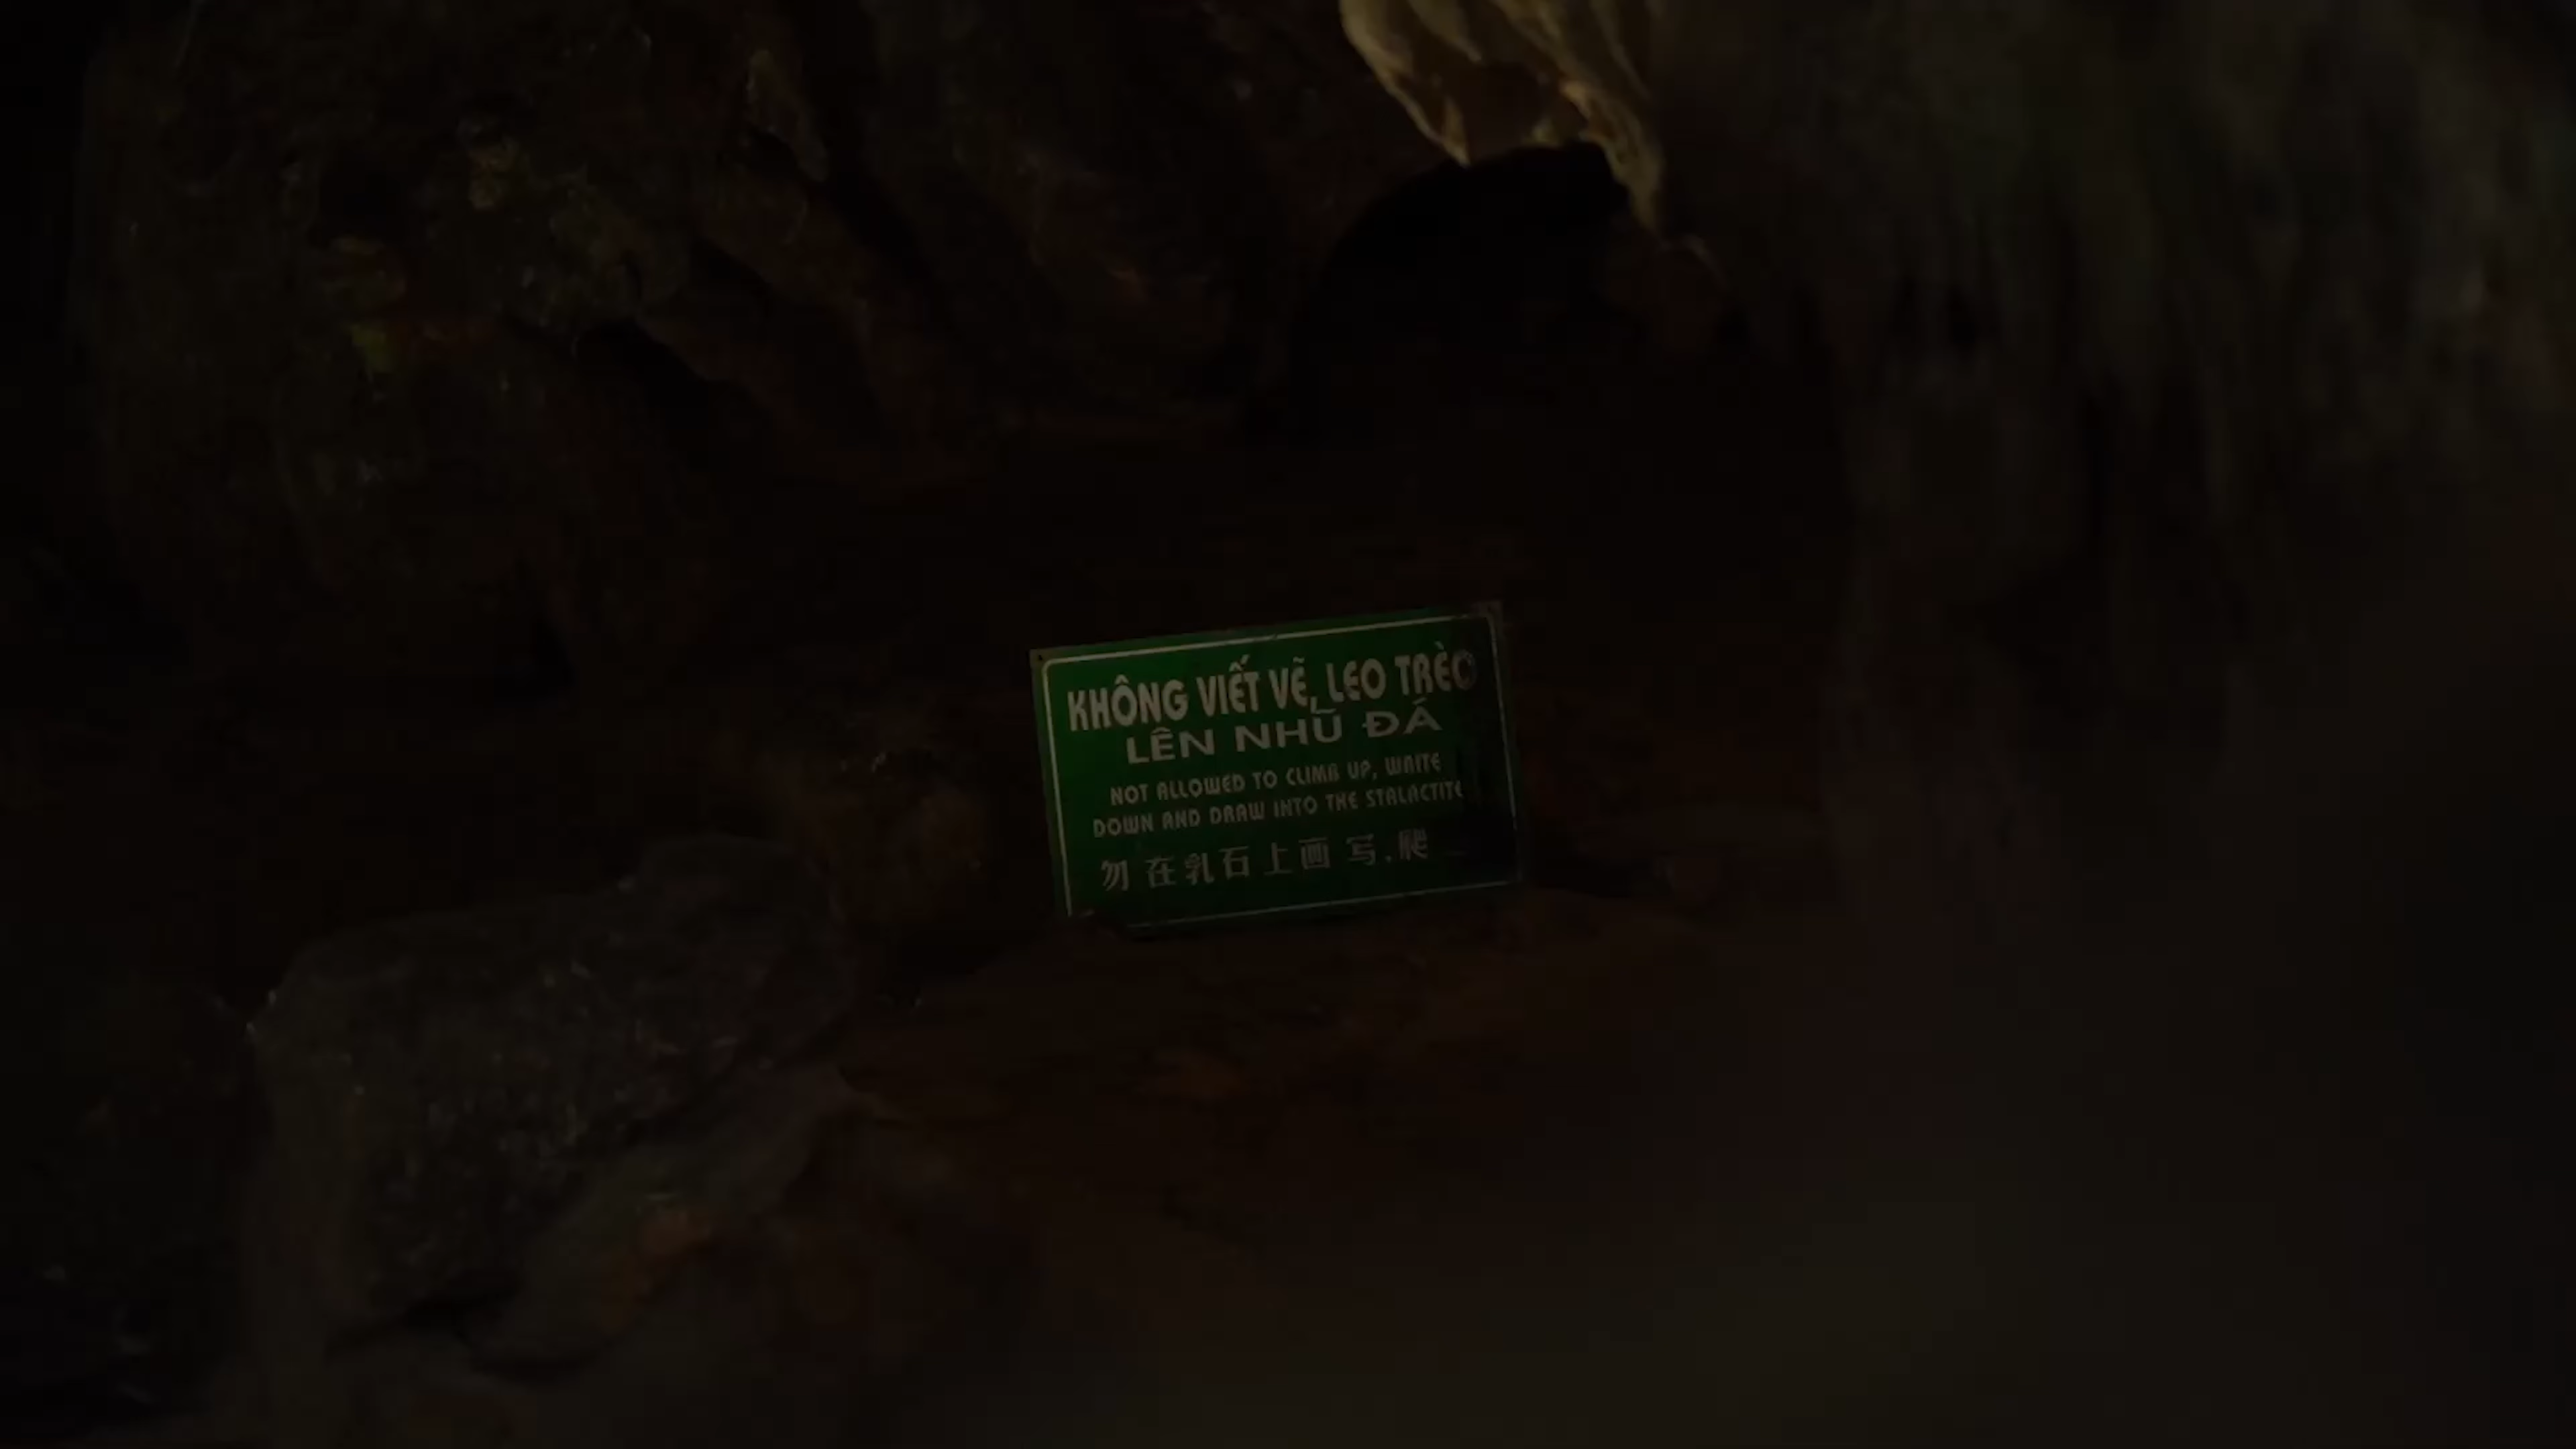 KHÔNG VIẾT VẼ, LEO TRÈO
LÊN NHŨ ĐÁ
NOT ALLOWED TO CLIMB UP, WRITE
DOWN AND DRAW INTO THE STALACTITE
勿在乳石上画写,爬